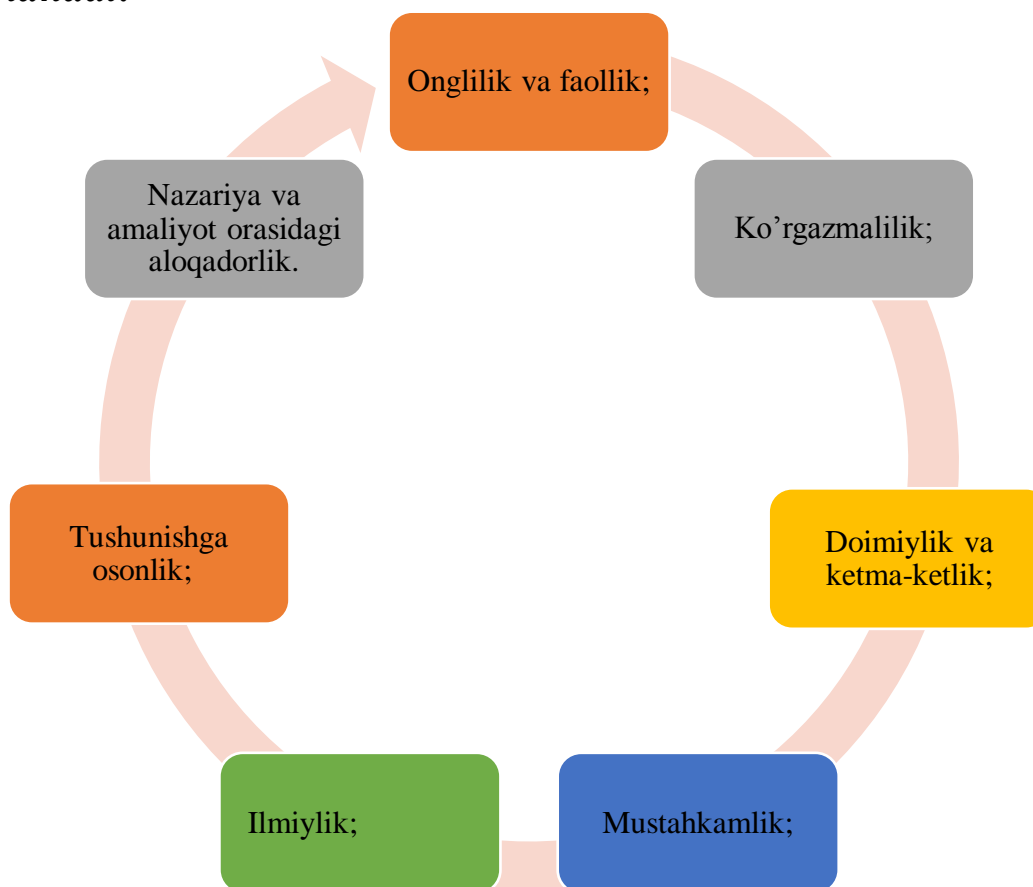 Onglilik va faollik;
Ko’rgazmalilik;
Doimiylik va
ketma-ketlik;
Mustahkamlik;
Ilmiylik;
Tushunishga
osonlik;
Nazariya va
amaliyot orasidagi
aloqadorlik.